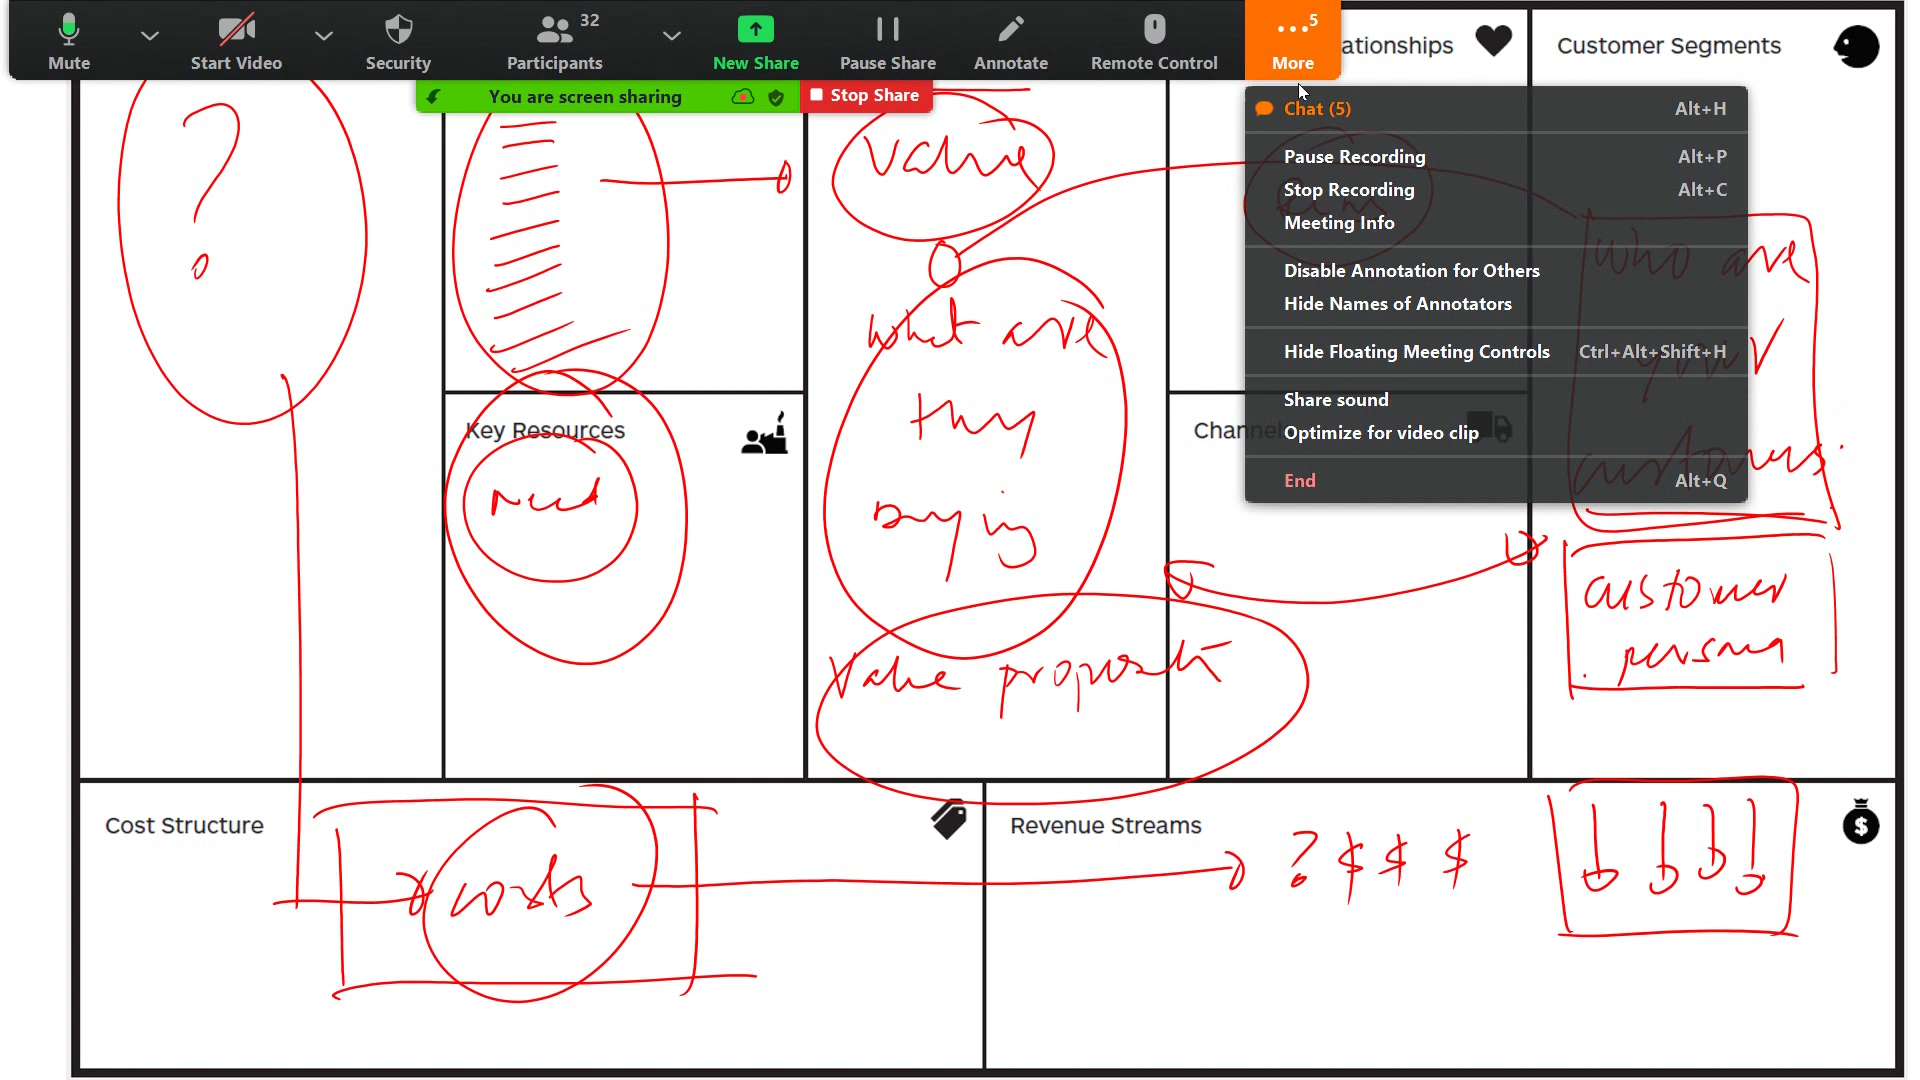 32
5
Mute
Start Video
Security
Participants
New Share
Pause Share
Annotate
Remote Control
More
ationships
Customer Segments
You are screen sharing
Stop Share
Chat (5) Alt+H
Pause Recording Alt+P
Stop Recording Alt+C
Meeting Info
Disable Annotation for Others
Hide Names of Annotators
Hide Floating Meeting Controls Ctrl+Alt+Shift+H
Share sound
Optimize for video clip
End Alt+Q
?
Value
what are
they
buying
Value propositi
who are
your
customers
customer
persona
Key Resources
need
Channel
Cost Structure
costs
Revenue Streams
? $ $ $
$